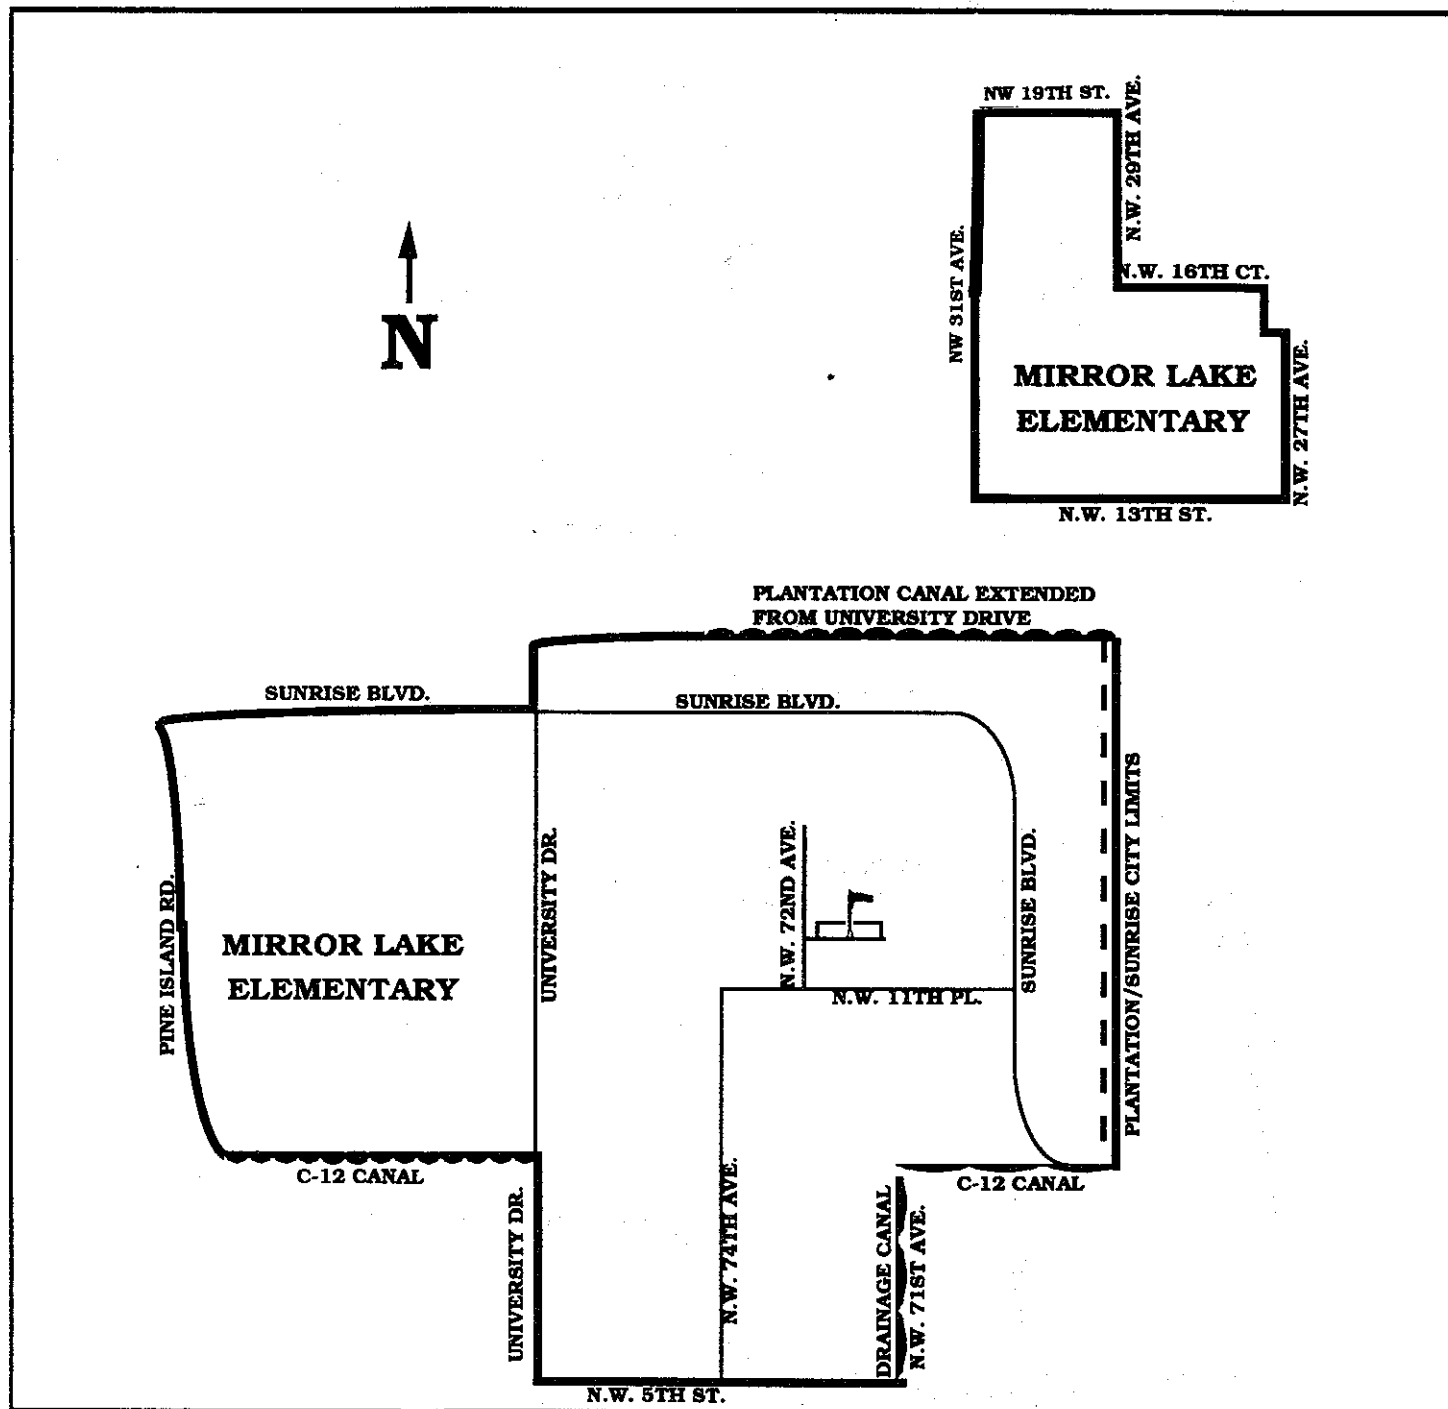 NW 19TH ST.
N.W. 29TH AVE.
NW 31ST AVE.
N.W. 16TH CT.
MIRROR LAKE
ELEMENTARY
N.W. 27TH AVE.
N.W. 13TH ST.
N
PLANTATION CANAL EXTENDED
FROM UNIVERSITY DRIVE
SUNRISE BLVD.
SUNRISE BLVD.
PINE ISLAND RD.
MIRROR LAKE
ELEMENTARY
UNIVERSITY DR.
N.W. 72ND AVE.
N.W. 11TH PL.
SUNRISE BLVD.
PLANTATION/SUNRISE CITY LIMITS
C-12 CANAL
C-12 CANAL
UNIVERSITY DR.
N.W. 74TH AVE.
DRAINAGE CANAL
N.W. 71ST AVE.
N.W. 5TH ST.